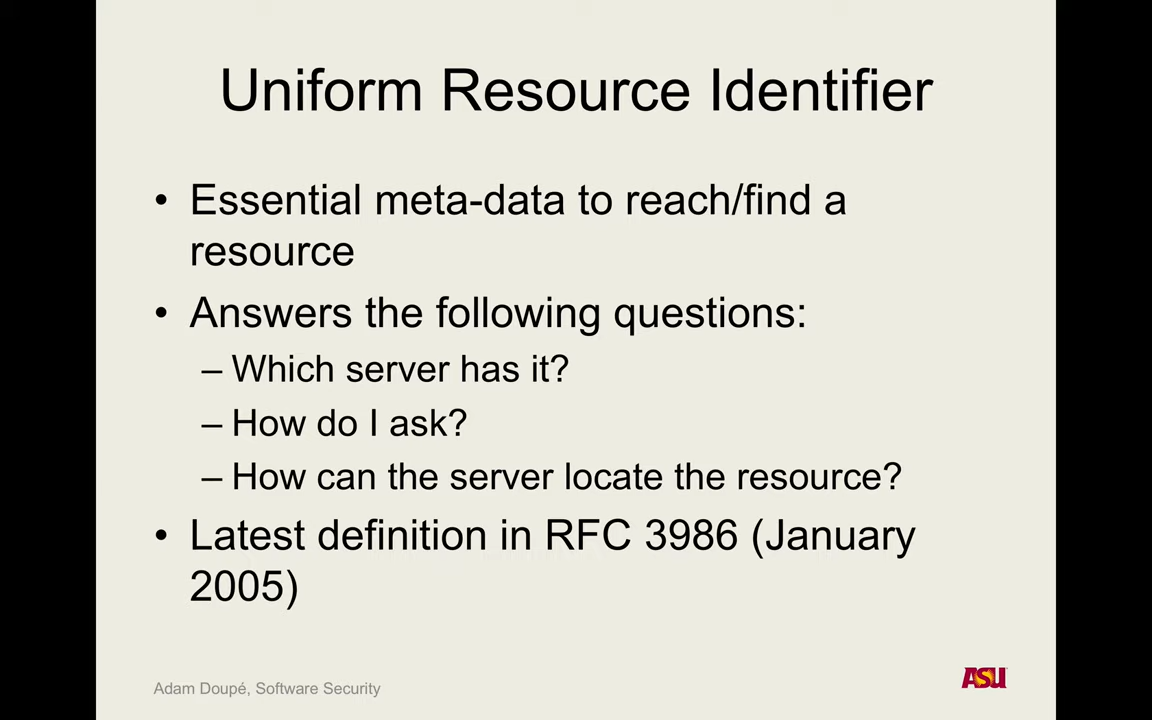 Uniform Resource Identifier
• Essential meta-data to reach/find a
resource
• Answers the following questions:
– Which server has it?
– How do I ask?
– How can the server locate the resource?
• Latest definition in RFC 3986 (January
2005)
Adam Doupé, Software Security
ASU